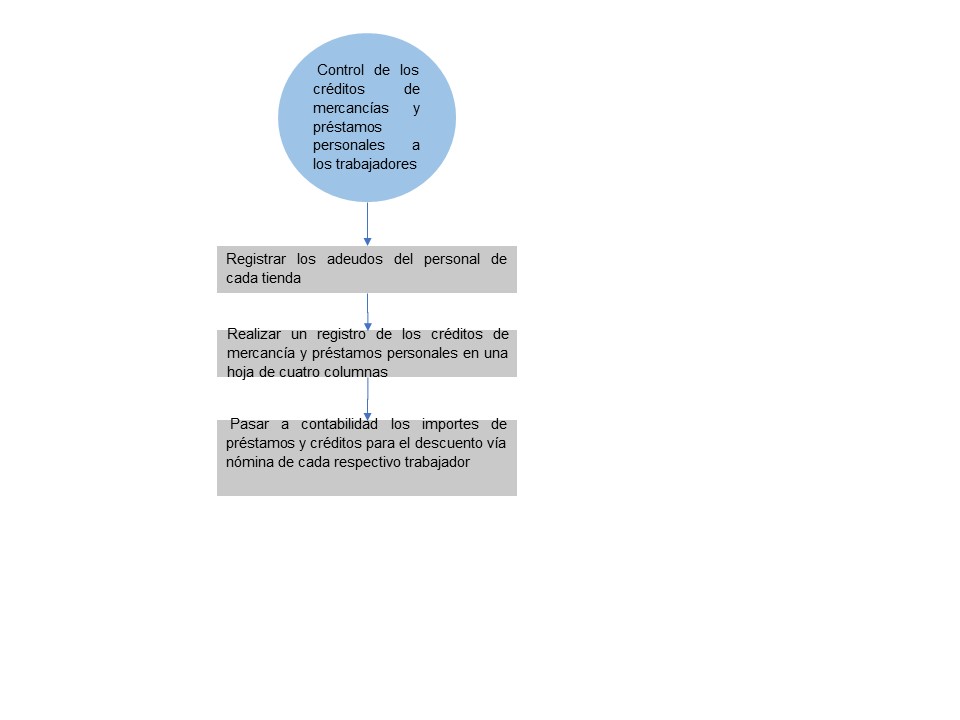 Control de los
créditos de
mercancías y
préstamos
personales a
los trabajadores
Registrar los adeudos del personal de
cada tienda
Realizar un registro de los créditos de
mercancía y préstamos personales en una
hoja de cuatro columnas
Pasar a contabilidad los importes de
préstamos y créditos para el descuento vía
nómina de cada respectivo trabajador